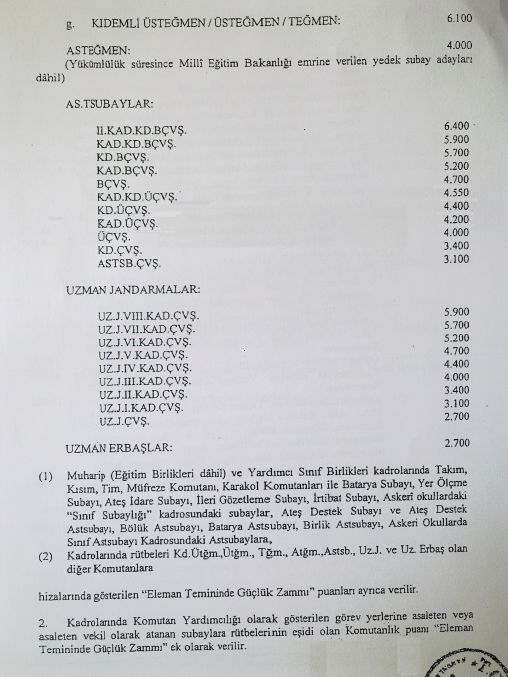 g. KIDEMLİ ÜSTEĞMEN / ÜSTEĞMEN / TEĞMEN: 6.100
ASTEĞMEN: 4.000
(Yükümlülük süresince Millî Eğitim Bakanlığı emrine verilen yedek subay adayları
dâhil)
AS.TSUBAYLAR:
II.KAD.KD.BÇVŞ. 6.400
KAD.KD.BÇVŞ. 5.900
KD.BÇVŞ. 5.700
KAD.BÇVŞ. 5.200
BÇVŞ. 4.700
KAD.KD.ÜÇVŞ. 4.550
KD.ÜÇVŞ. 4.400
KAD.ÜÇVŞ. 4.200
ÜÇVŞ. 4.000
KD.ÇVŞ. 3.400
ASTSB.ÇVŞ. 3.100
UZMAN JANDARMALAR:
UZ.J.VIII.KAD.ÇVŞ. 5.900
UZ.J.VII.KAD.ÇVŞ. 5.700
UZ.J.VI.KAD.ÇVŞ. 5.200
UZ.J.V.KAD.ÇVŞ. 4.700
UZ.J.IV.KAD.ÇVŞ. 4.400
UZ.J.III.KAD.ÇVŞ. 4.000
UZ.J.II.KAD.ÇVŞ. 3.400
UZ.J.I.KAD.ÇVŞ. 3.100
UZ.J.ÇVŞ. 2.700
UZMAN ERBAŞLAR: 2.700
(1) Muharip (Eğitim Birlikleri dâhil) ve Yardımcı Sınıf Birlikleri kadrolarında Takım,
Kısım, Tim, Müfreze Komutanı, Karakol Komutanları ile Batarya Subayı, Yer Ölçme
Subayı, Ateş İdare Subayı, İleri Gözetleme Subayı, İrtibat Subayı, Askerî okullardaki
"Sınıf Subaylığı" kadrosundaki subaylar, Ateş Destek Subayı ve Ateş Destek
Astsubayı, Bölük Astsubayı, Batarya Astsubayı, Birlik Astsubayı, Askeri Okullarda
Sınıf Astsubayı Kadrosundaki Astsubaylara,
(2) Kadrolarında rütbeleri Kd.Ütğm.,Ütğm., Tğm., Atğm.,Astsb., Uz.J. ve Uz. Erbaş olan
diğer Komutanlara
hizalarında gösterilen "Eleman Temininde Güçlük Zammı" puanları ayrıca verilir.
2. Kadrolarında Komutan Yardımcılığı olarak gösterilen görev yerlerine asaleten veya
asaleten vekil olarak atanan subaylara rütbelerinin eşidi olan Komutanlık puanı "Eleman
Temininde Güçlük Zammı" ek olarak verilir.